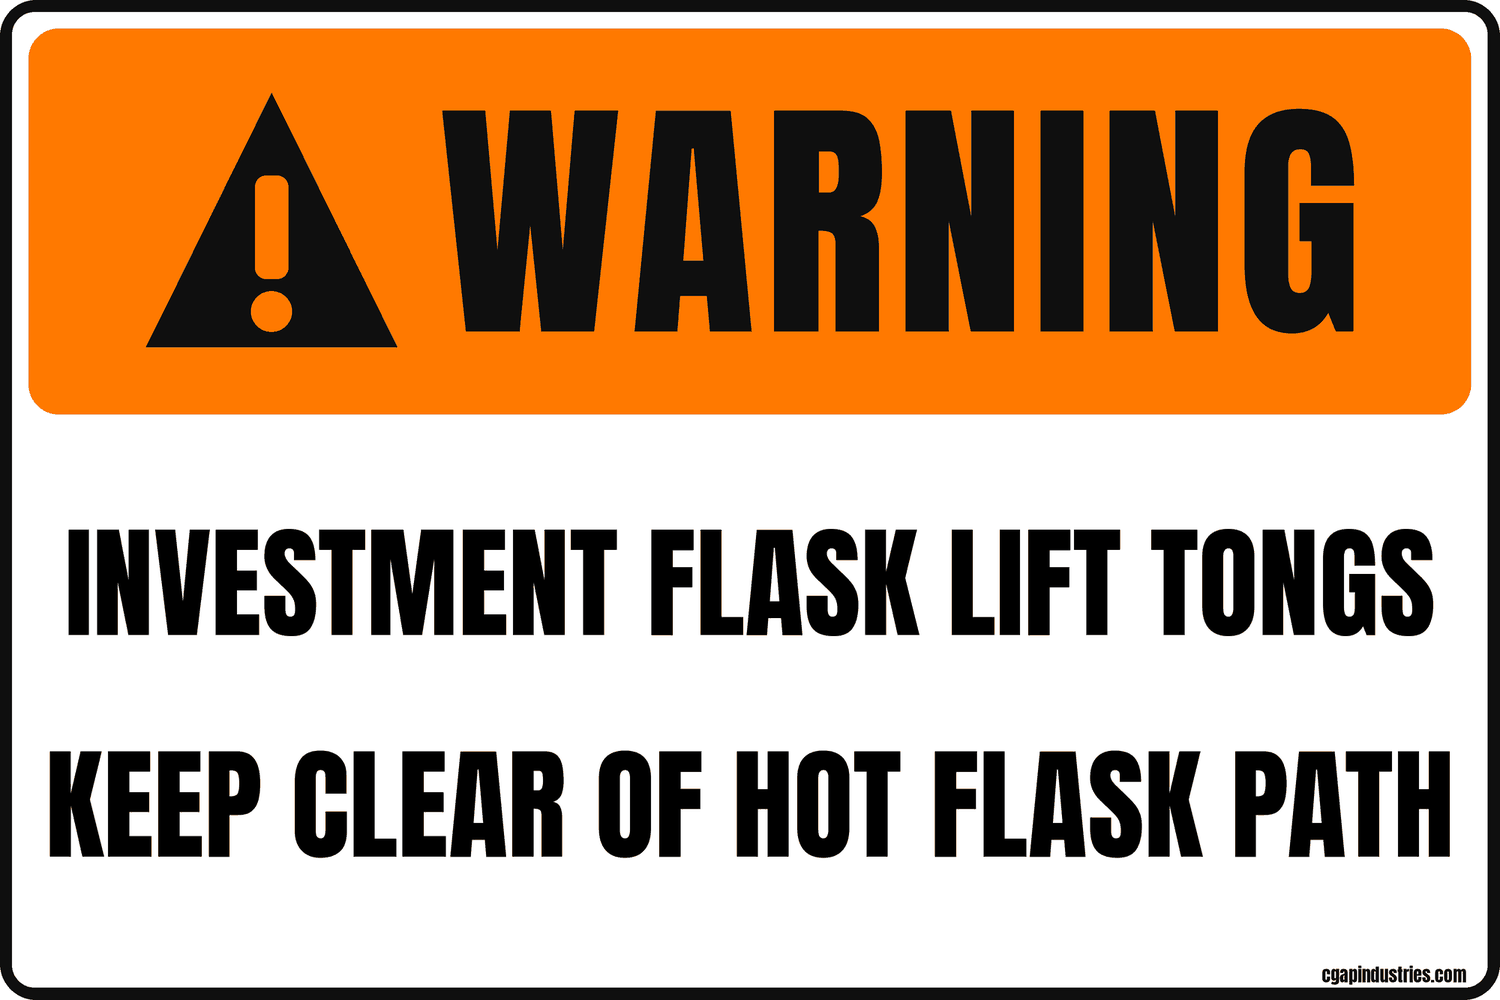 WARNING
INVESTMENT FLASK LIFT TONGS
KEEP CLEAR OF HOT FLASK PATH
cgapindustries.com